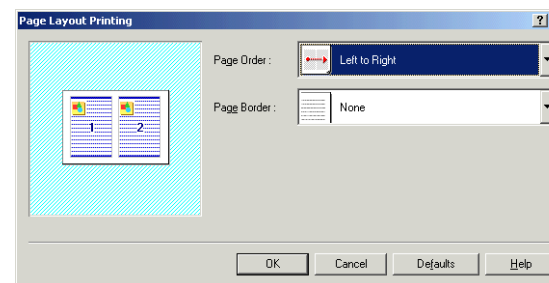 Page Layout Printing
?
Page Order :
Left to Right
1
2
Page Border :
None
OK
Cancel
Defaults
Help